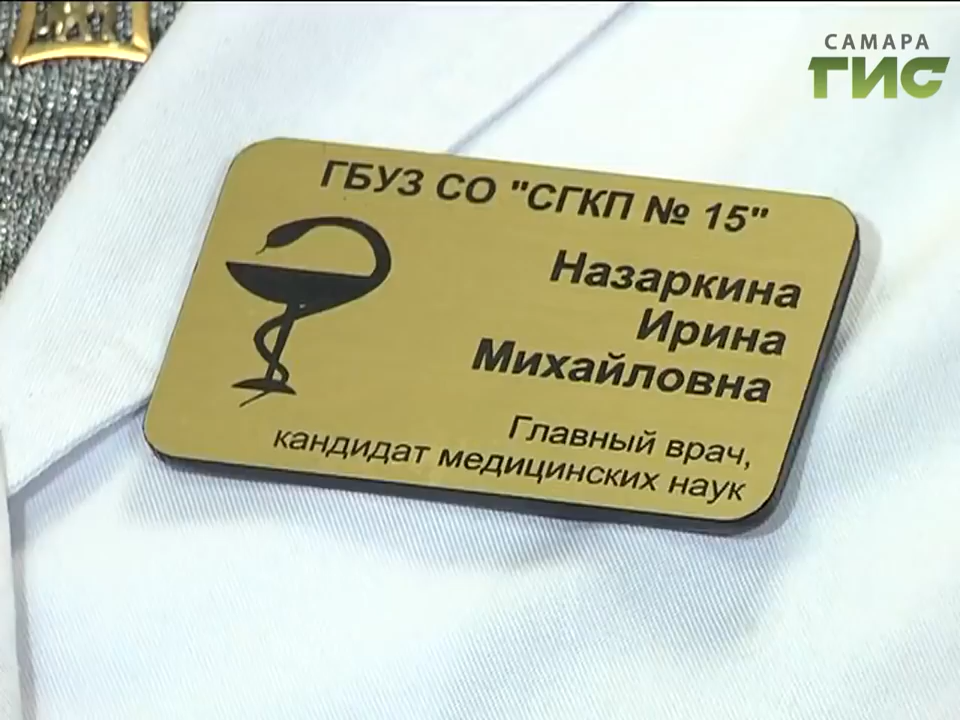 САМАРА
ГИС
ГБУЗ СО "СГКП № 15"
Назаркина
Ирина
Михайловна
Главный врач,
кандидат медицинских наук